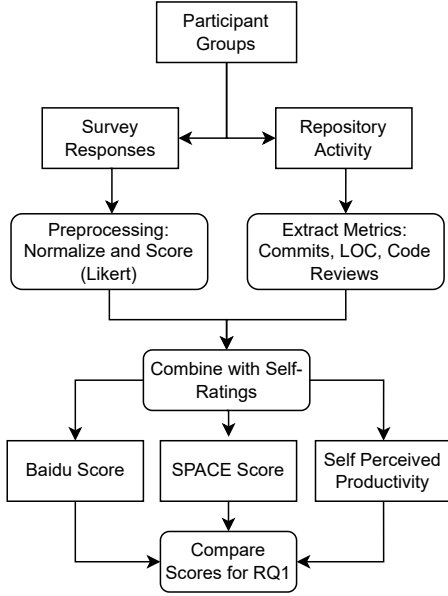 Participant
Groups
Survey
Responses
Repository
Activity
Preprocessing:
Normalize and Score
(Likert)
Extract Metrics:
Commits, LOC, Code
Reviews
Combine with Self-
Ratings
Baidu Score
SPACE Score
Self Perceived
Productivity
Compare
Scores for RQ1